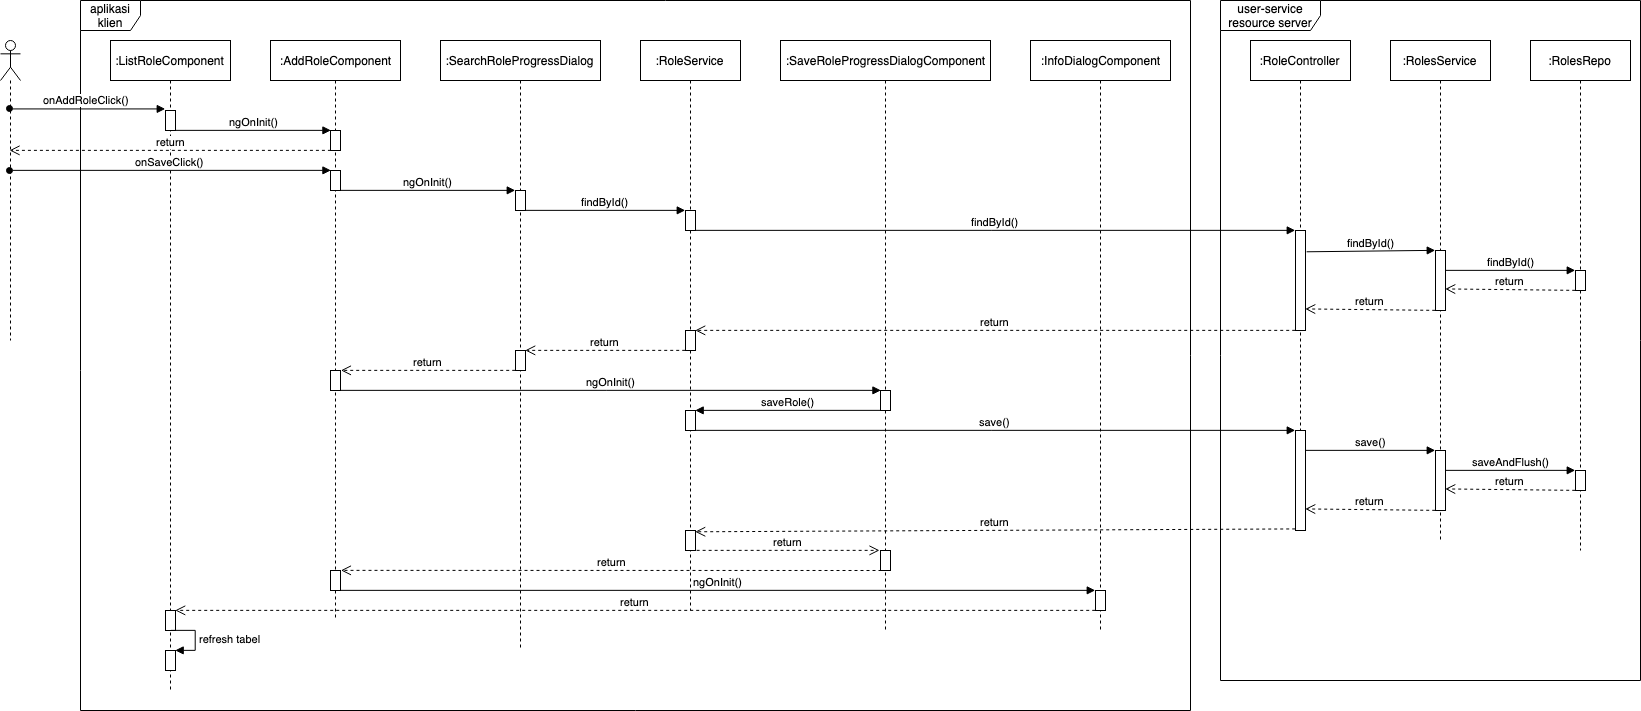 aplikasi
klien
user-service
resource server
:ListRoleComponent
:AddRoleComponent
:SearchRoleProgressDialog
:RoleService
:SaveRoleProgressDialogComponent
:InfoDialogComponent
:RoleController
:RolesService
:RolesRepo
onAddRoleClick()
ngOnInit()
return
onSaveClick()
ngOnInit()
findById()
findById()
findById()
findById()
return
return
return
return
return
ngOnInit()
saveRole()
save()
save()
saveAndFlush()
return
return
return
return
return
ngOnInit()
return
refresh tabel